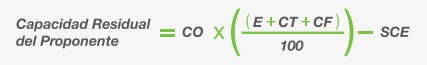 Capacidad Residual del Proponente = CO x ( (E + CT + CF) / 100 ) - SCE